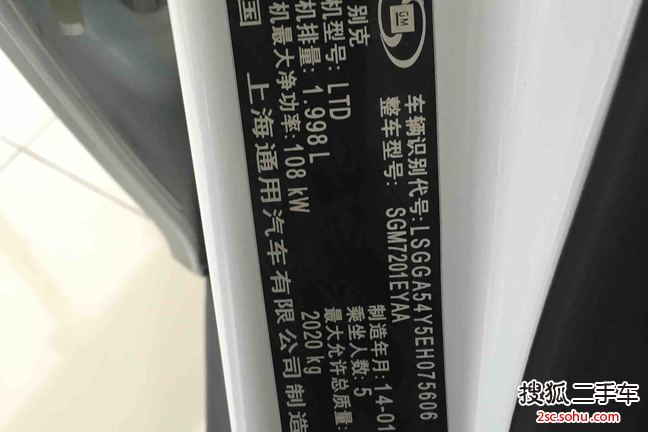 GM
车辆识别代号:LSGGA54Y5EH075606
整车型号: SGM7201EYAA
别克
制造年月:14-01
机型号: LTD
乘坐人数: 5
机排量: 1.998L
最大允许总质量:
机最大净功率:108 kW
2020 kg
国
上海通用汽车有限公司制造
搜狐二手车
2sc.sohu.com